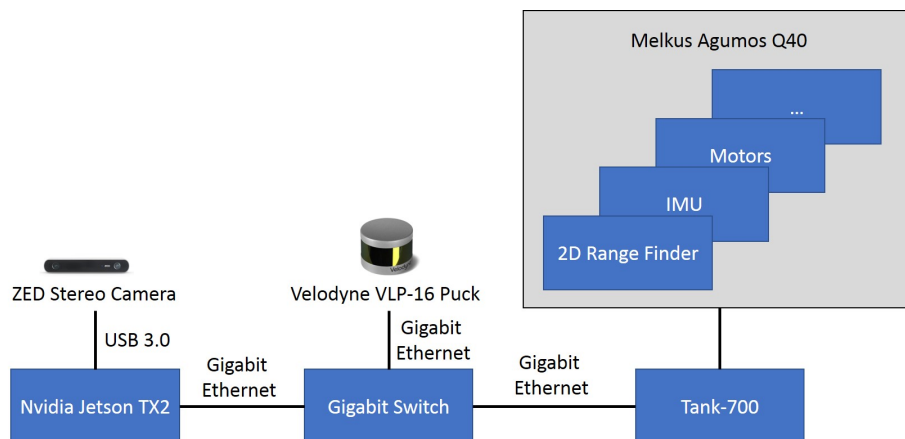 Melkus Agumos Q40
...
Motors
IMU
2D Range Finder
ZED Stereo Camera
Velodyne VLP-16 Puck
USB 3.0
Gigabit
Ethernet
Gigabit
Ethernet
Gigabit
Ethernet
Nvidia Jetson TX2
Gigabit Switch
Tank-700